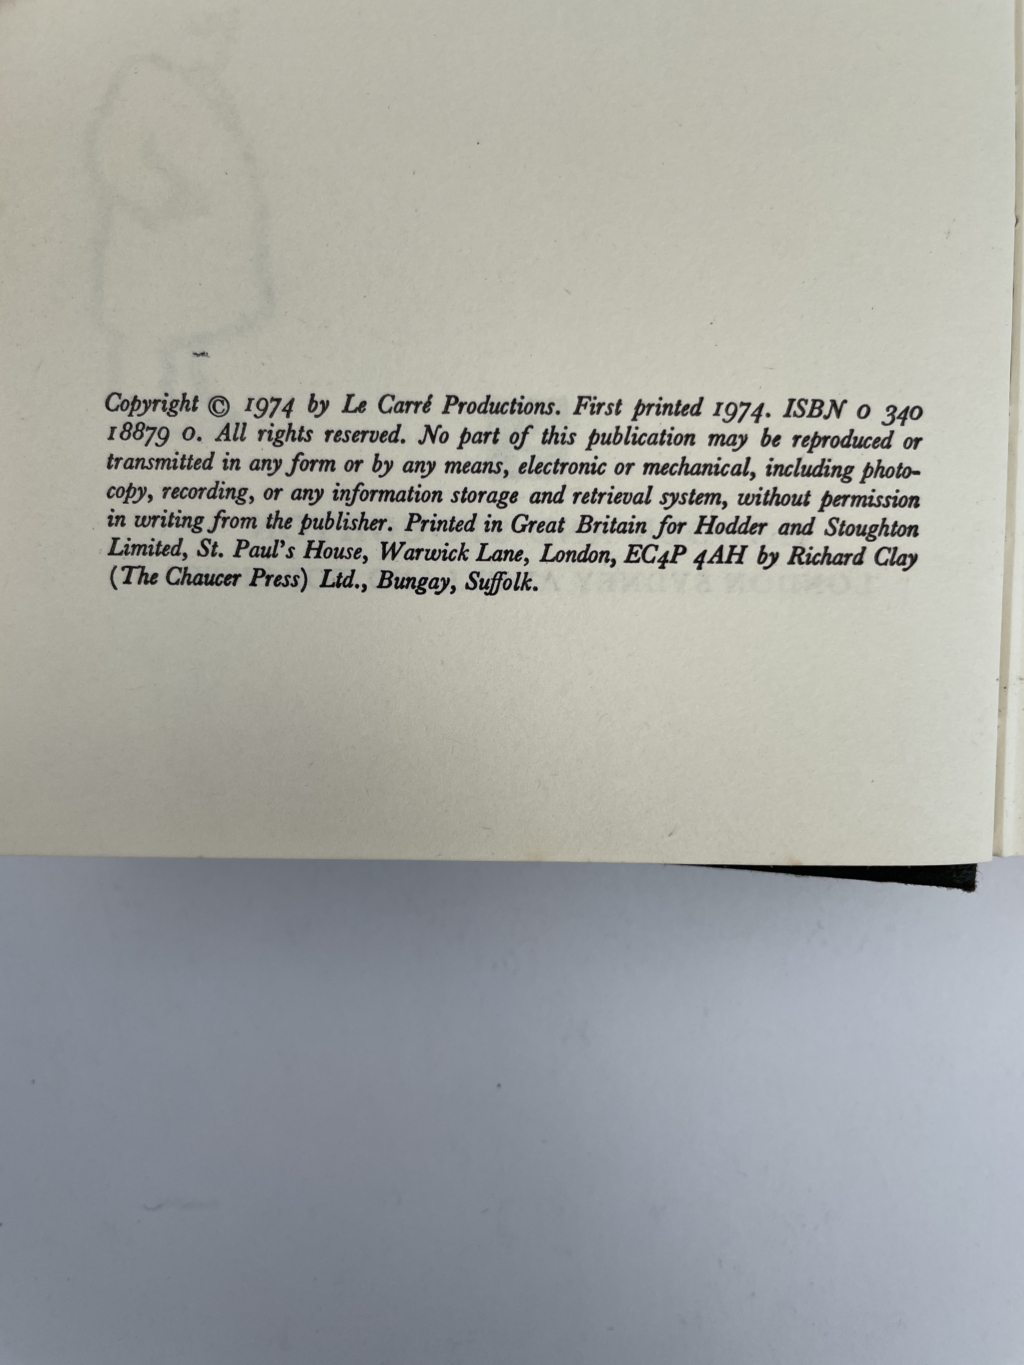 Copyright © 1974 by Le Carré Productions. First printed 1974. ISBN 0 340
18879 0. All rights reserved. No part of this publication may be reproduced or
transmitted in any form or by any means, electronic or mechanical, including photo-
copy, recording, or any information storage and retrieval system, without permission
in writing from the publisher. Printed in Great Britain for Hodder and Stoughton
Limited, St. Paul's House, Warwick Lane, London, EC4P 4AH by Richard Clay
(The Chaucer Press) Ltd., Bungay, Suffolk.